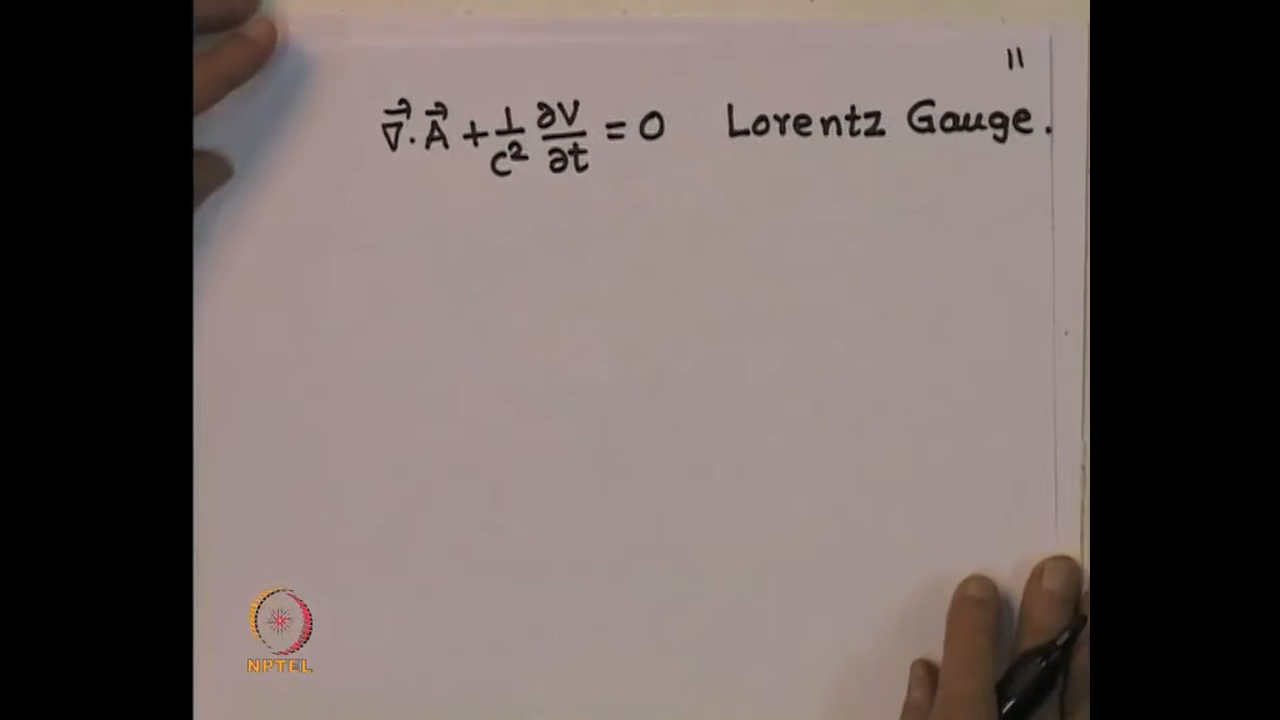 11
∇⃗·A⃗ + 1/c² ∂V/∂t = 0 Lorentz Gauge.
NPTEL